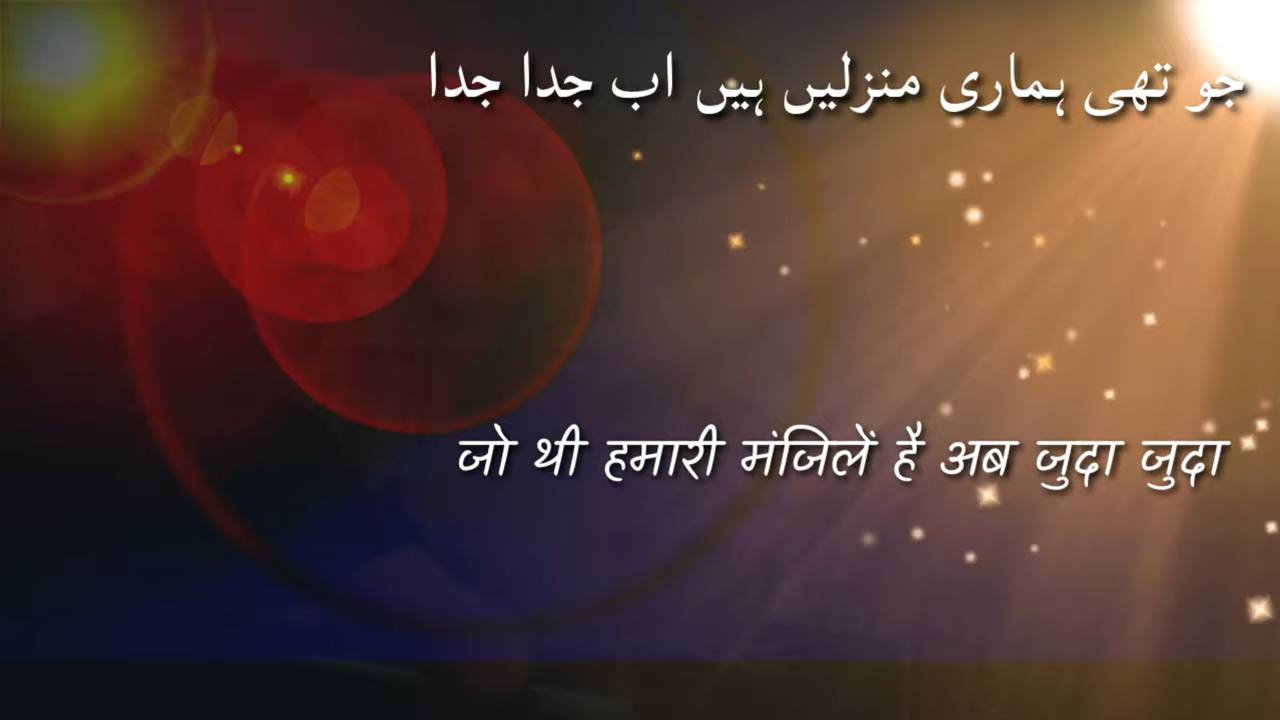 جو تھی ہماری منزلیں ہیں اب جدا جدا
जो थी हमारी मंजिलें है अब जुदा जुदा